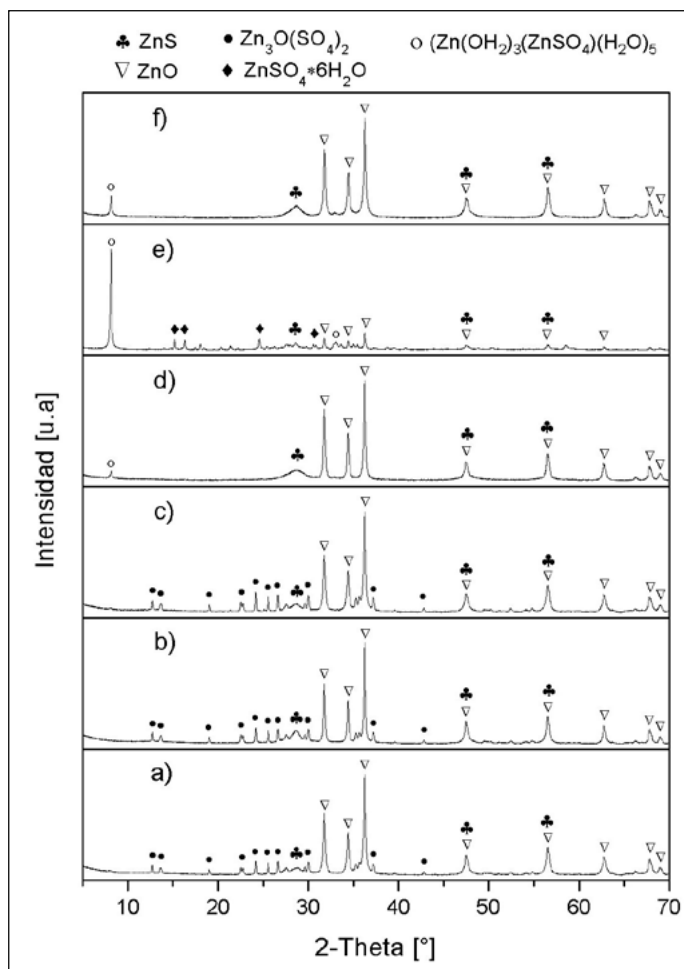 ♣ ZnS ● Zn₃O(SO₄)₂ ○ (Zn(OH₂)₃(ZnSO₄)(H₂O)₅
▽ ZnO ♦ ZnSO₄*6H₂O
f)
e)
d)
c)
b)
a)
Intensidad [u.a]
10 20 30 40 50 60 70
2-Theta [°]